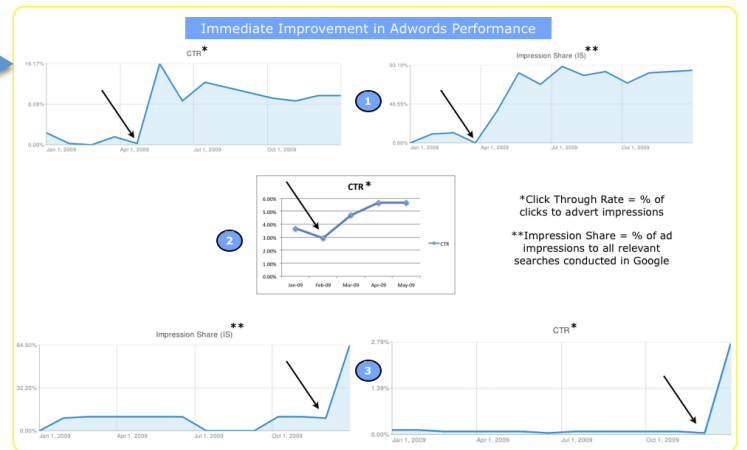 Immediate Improvement in Adwords Performance
CTR*
16.17%
8.08%
0.00%
Jan 1, 2009 Apr 1, 2009 Jul 1, 2009 Oct 1, 2009
1
Impression Share (IS) **
93.10%
46.55%
0.00%
Jan 1, 2009 Apr 1, 2009 Jul 1, 2009 Oct 1, 2009
2
CTR*
6.00%
5.00%
4.00%
3.00%
2.00%
1.00%
0.00%
Jan-09 Feb-09 Mar-09 Apr-09 May-09
CTR
*Click Through Rate = % of
clicks to advert impressions
**Impression Share = % of ad
impressions to all relevant
searches conducted in Google
Impression Share (IS) **
64.50%
32.25%
0.00%
Jan 1, 2009 Apr 1, 2009 Jul 1, 2009 Oct 1, 2009
3
CTR*
2.79%
1.39%
0.00%
Jan 1, 2009 Apr 1, 2009 Jul 1, 2009 Oct 1, 2009